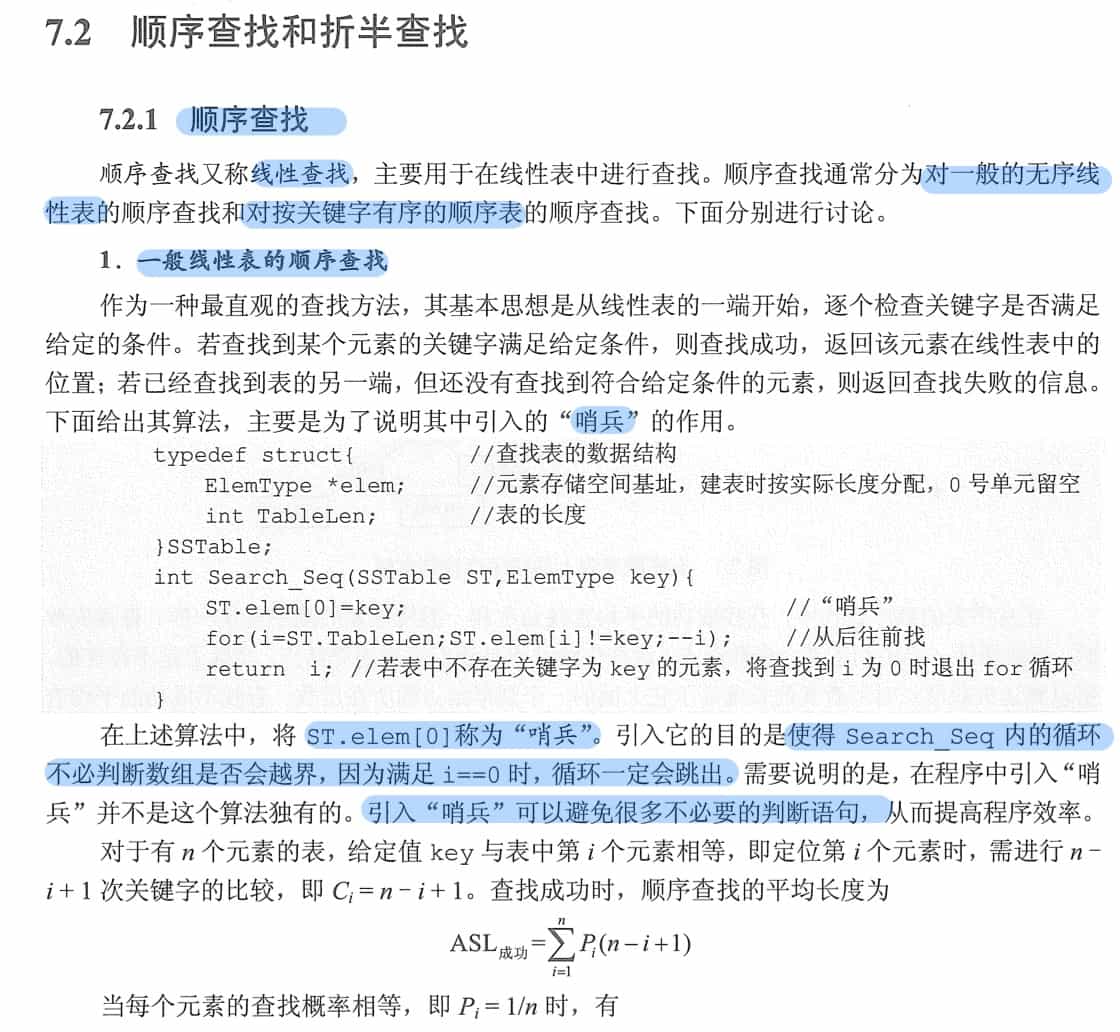 7.2 顺序查找和折半查找
7.2.1 顺序查找
顺序查找又称线性查找，主要用于在线性表中进行查找。顺序查找通常分为对一般的无序线
性表的顺序查找和对按关键字有序的顺序表的顺序查找。下面分别进行讨论。
1．一般线性表的顺序查找
作为一种最直观的查找方法，其基本思想是从线性表的一端开始，逐个检查关键字是否满足
给定的条件。若查找到某个元素的关键字满足给定条件，则查找成功，返回该元素在线性表中的
位置；若已经查找到表的另一端，但还没有查找到符合给定条件的元素，则返回查找失败的信息。
下面给出其算法，主要是为了说明其中引入的“哨兵”的作用。
typedef struct{ //查找表的数据结构
ElemType *elem; //元素存储空间基址，建表时按实际长度分配，0 号单元留空
int TableLen; //表的长度
}SSTable;
int Search_Seq(SSTable ST,ElemType key){
ST.elem[0]=key; //“哨兵”
for(i=ST.TableLen;ST.elem[i]!=key;--i); //从后往前找
return i; //若表中不存在关键字为 key 的元素，将查找到 i 为 0 时退出 for 循环
}
在上述算法中，将 ST.elem[0]称为“哨兵”。引入它的目的是使得 Search_Seq 内的循环
不必判断数组是否会越界，因为满足 i==0 时，循环一定会跳出。需要说明的是，在程序中引入“哨
兵”并不是这个算法独有的。引入“哨兵”可以避免很多不必要的判断语句，从而提高程序效率。
对于有 n 个元素的表，给定值 key 与表中第 i 个元素相等，即定位第 i 个元素时，需进行 n −
i + 1 次关键字的比较，即 Cᵢ = n − i + 1。查找成功时，顺序查找的平均长度为
ASL成功=∑ⁿᵢ₌₁ Pᵢ(n − i + 1)
当每个元素的查找概率相等，即 Pᵢ = 1/n 时，有